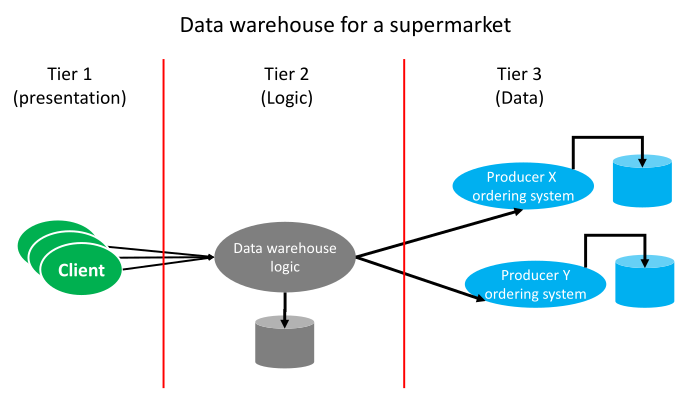 Data warehouse for a supermarket
Tier 1
(presentation)
Tier 2
(Logic)
Tier 3
(Data)
Producer X
ordering system
Data warehouse
logic
Client
Producer Y
ordering system